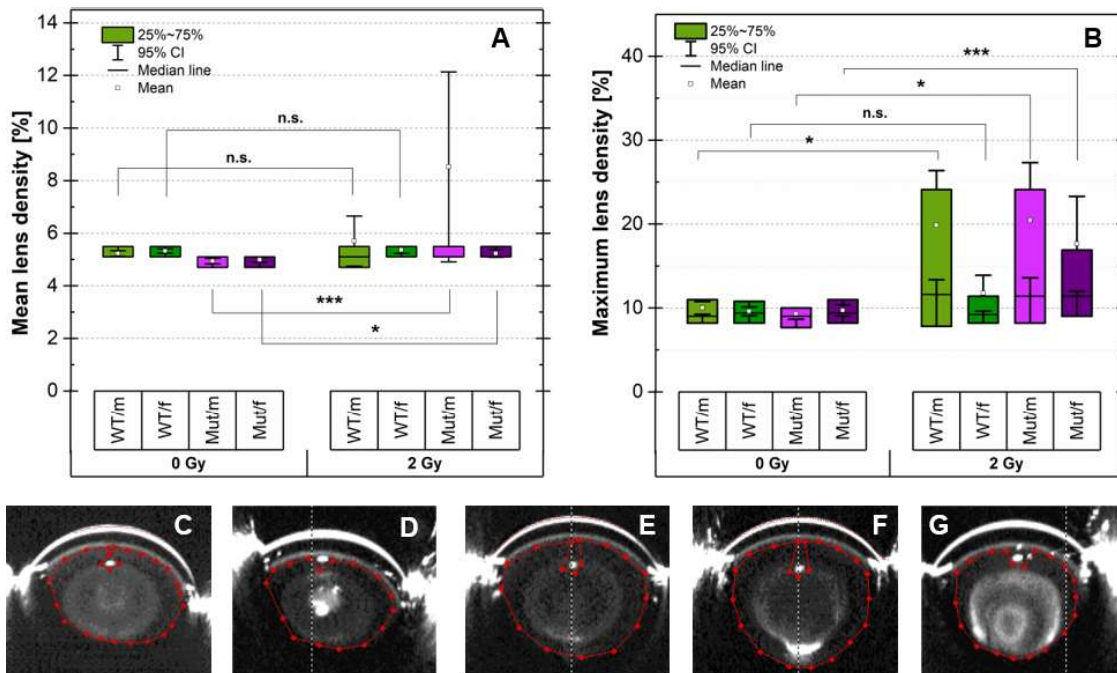 A
25%~75%
95% CI
Median line
Mean
Mean lens density [%]
14
12
10
8
6
4
2
0
n.s.
n.s.
***
*
WT/m
WT/f
Mut/m
Mut/f
WT/m
WT/f
Mut/m
Mut/f
0 Gy
2 Gy
B
25%~75%
95% CI
Median line
Mean
Maximum lens density [%]
40
30
20
10
0
***
*
n.s.
*
WT/m
WT/f
Mut/m
Mut/f
WT/m
WT/f
Mut/m
Mut/f
0 Gy
2 Gy
C
D
E
F
G